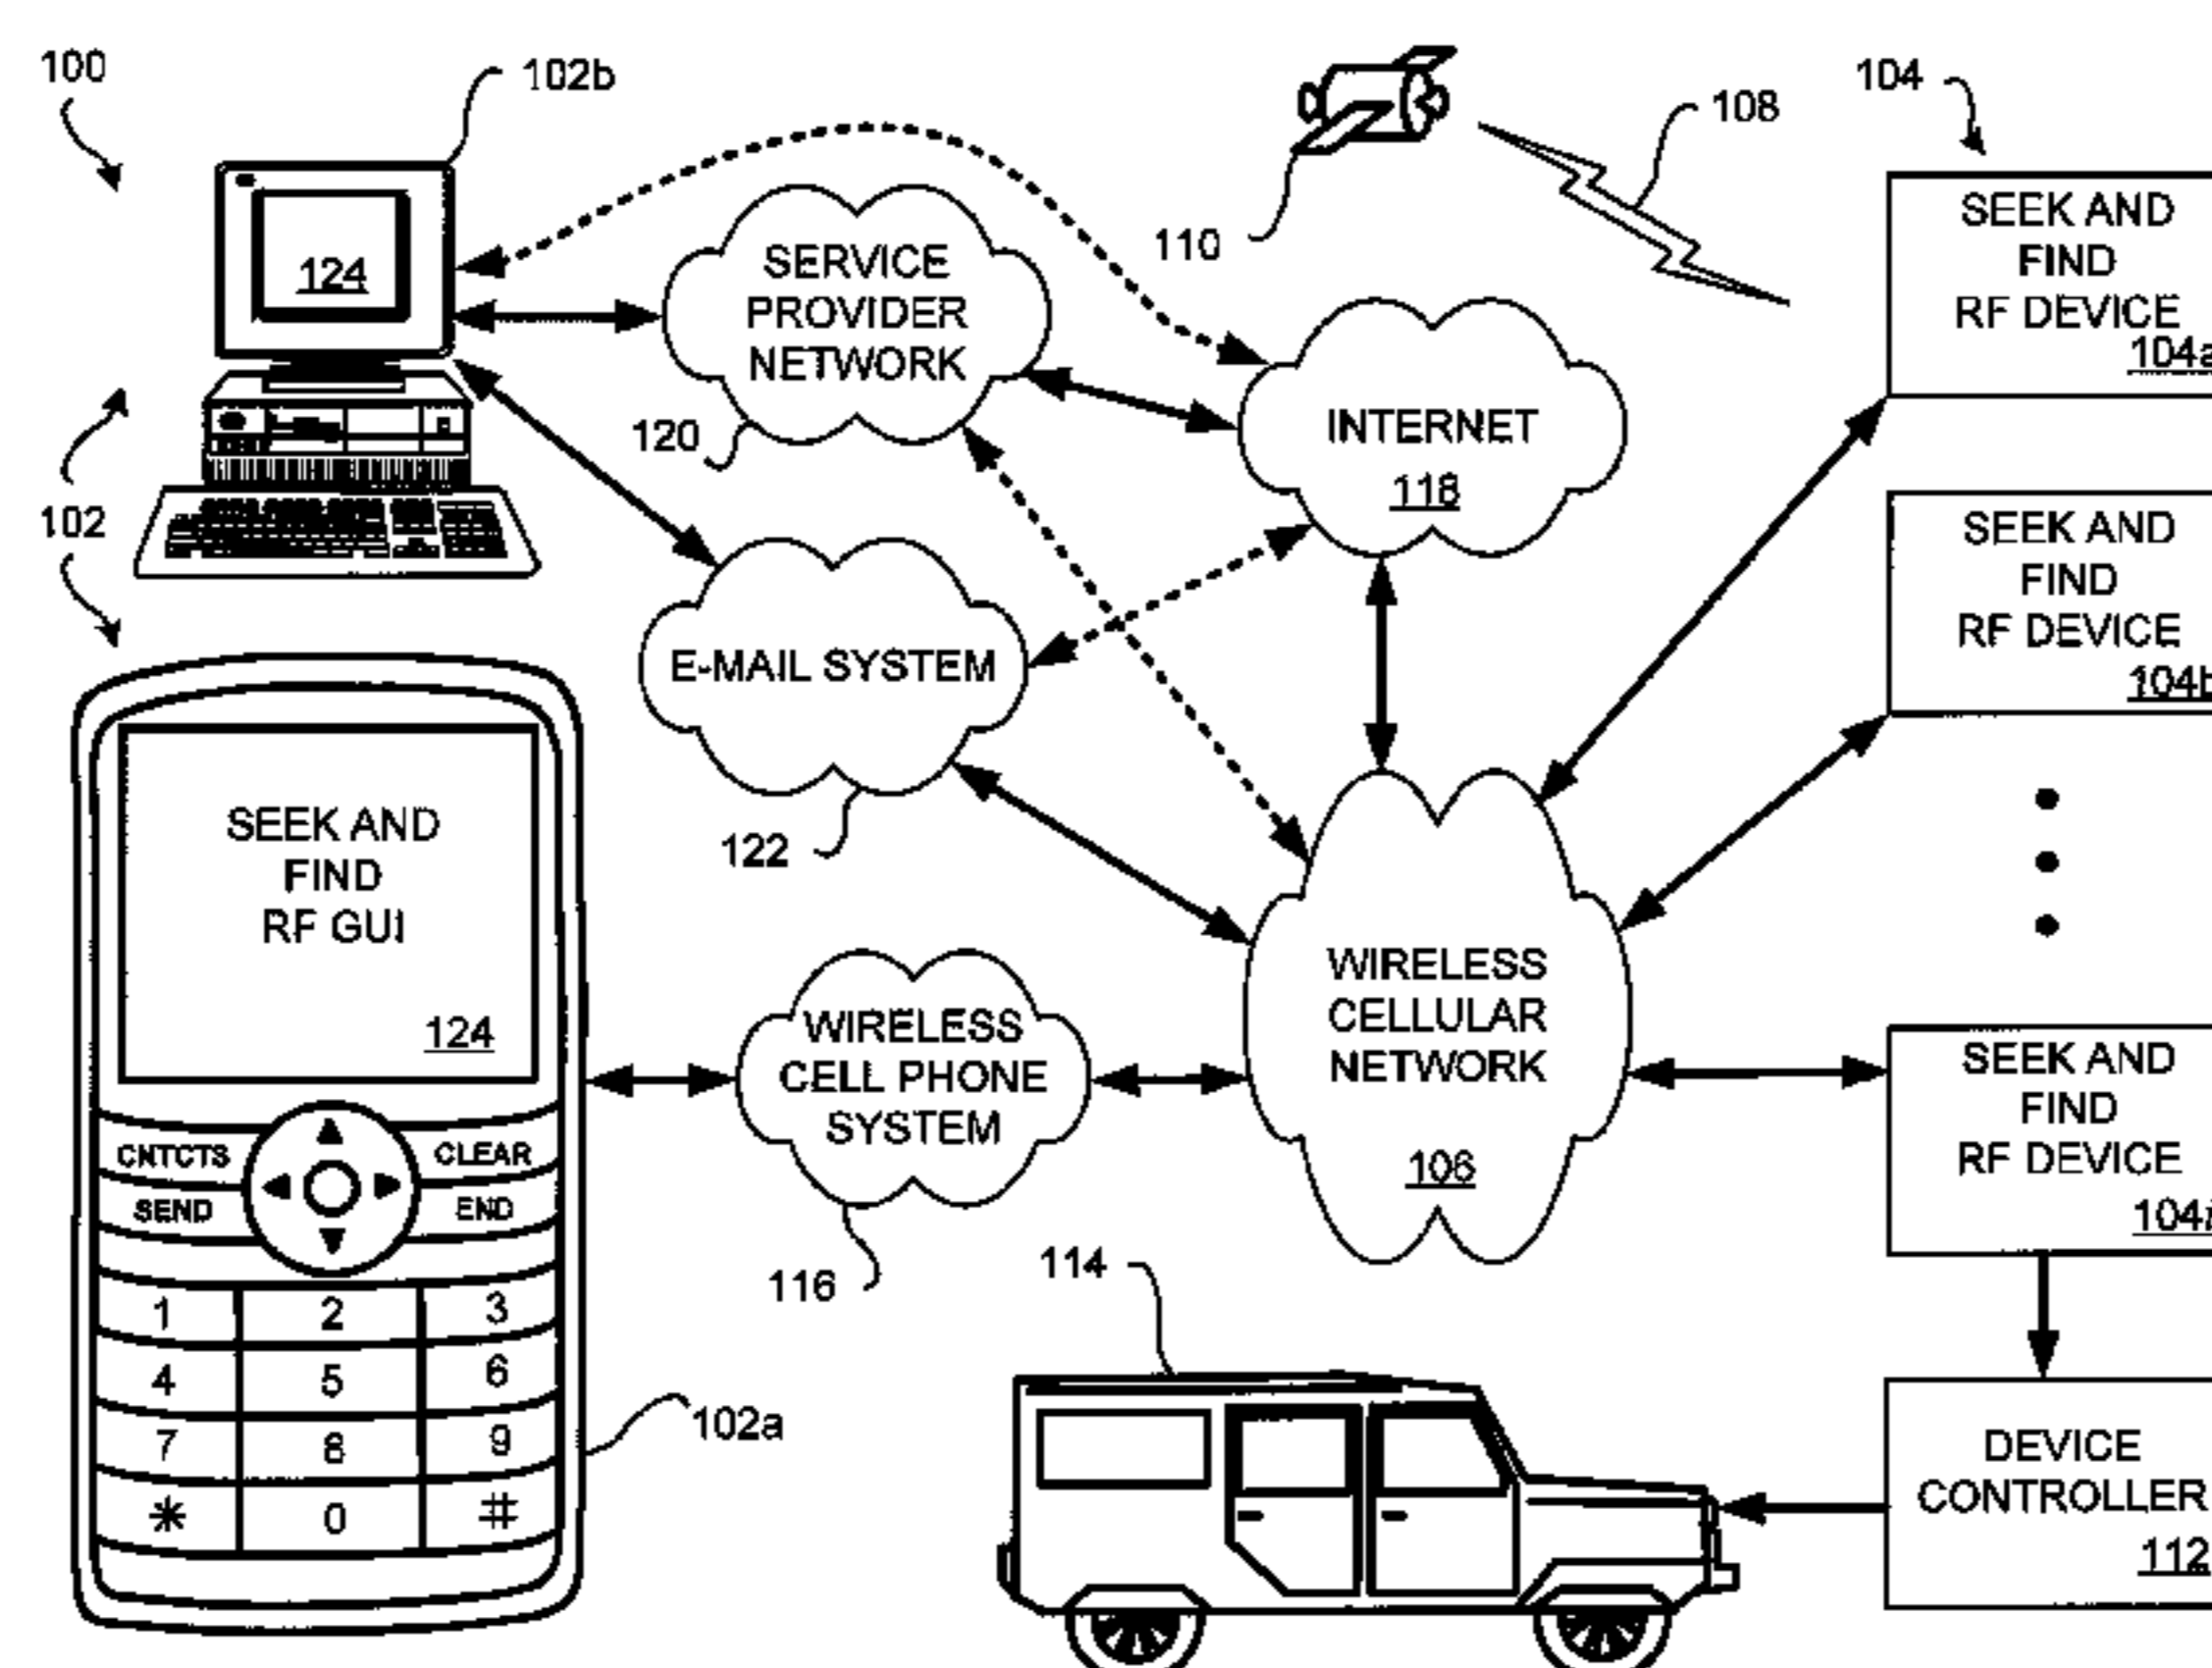 100
102b
108
104
124
SERVICE
PROVIDER
NETWORK
110
SEEK AND
FIND
RF DEVICE
104a
120
INTERNET
118
102
SEEK AND
FIND
RF DEVICE
104b
E-MAIL SYSTEM
122
SEEK AND
FIND
RF GUI
124
WIRELESS
CELL PHONE
SYSTEM
116
WIRELESS
CELLULAR
NETWORK
106
SEEK AND
FIND
RF DEVICE
CNTCTS
CLEAR
SEND
END
1 2 3
4 5 6
7 8 9
* 0 #
102a
114
DEVICE
CONTROLLER
112